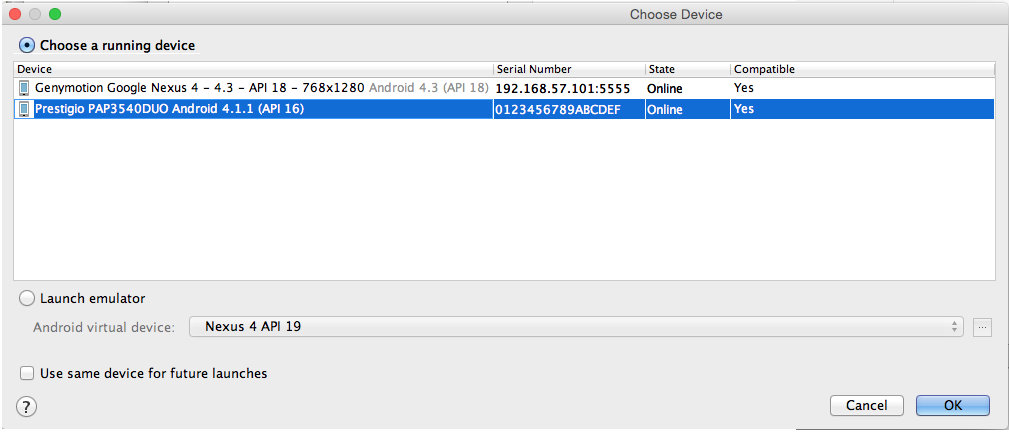 Choose Device
Choose a running device
Device Serial Number State Compatible
Genymotion Google Nexus 4 – 4.3 – API 18 – 768x1280 Android 4.3 (API 18) 192.168.57.101:5555 Online Yes
Prestigio PAP3540DUO Android 4.1.1 (API 16) 0123456789ABCDEF Online Yes
Launch emulator
Android virtual device: Nexus 4 API 19 ...
Use same device for future launches
? Cancel OK